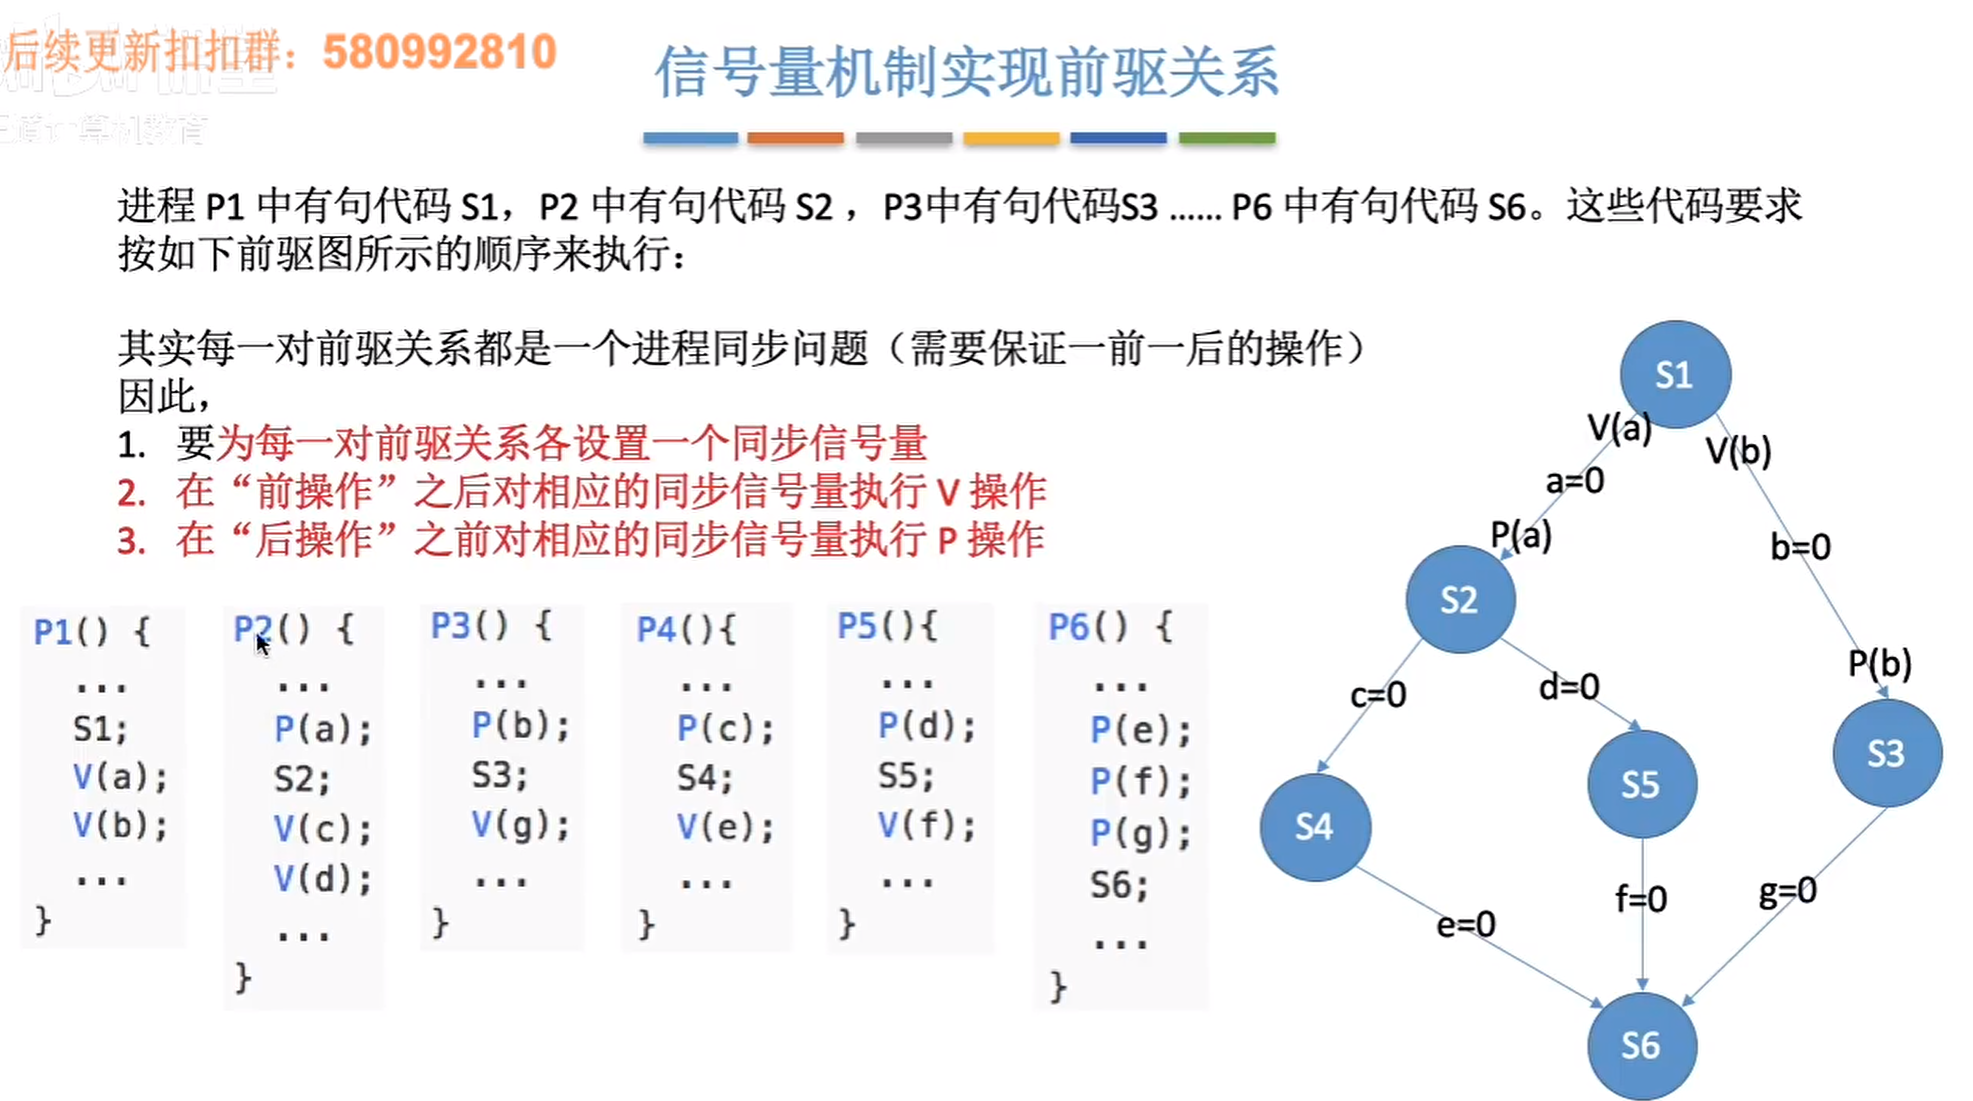 后续更新扣扣群：580992810
王道计算机教育
信号量机制实现前驱关系
进程 P1 中有句代码 S1，P2 中有句代码 S2 ，P3中有句代码S3 …… P6 中有句代码 S6。这些代码要求
按如下前驱图所示的顺序来执行：
其实每一对前驱关系都是一个进程同步问题（需要保证一前一后的操作）
因此，
1. 要为每一对前驱关系各设置一个同步信号量
2. 在“前操作”之后对相应的同步信号量执行 V 操作
3. 在“后操作”之前对相应的同步信号量执行 P 操作
P1() {
...
S1;
V(a);
V(b);
...
}
P2() {
...
P(a);
S2;
V(c);
V(d);
...
}
P3() {
...
P(b);
S3;
V(g);
...
}
P4(){
...
P(c);
S4;
V(e);
...
}
P5(){
...
P(d);
S5;
V(f);
...
}
P6() {
...
P(e);
P(f);
P(g);
S6;
...
}
S1
V(a)
V(b)
a=0
P(a)
b=0
S2
P(b)
c=0
d=0
S3
S5
S4
f=0
g=0
e=0
S6